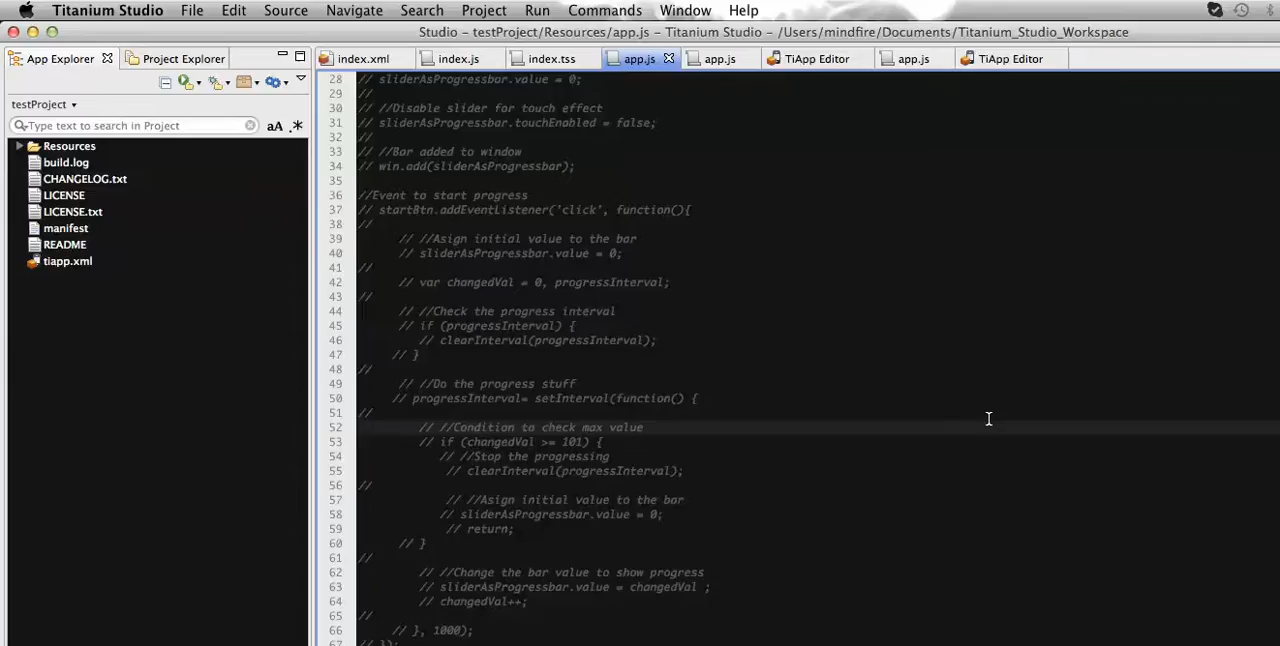 Titanium Studio File Edit Source Navigate Search Project Run Commands Window Help
Studio - testProject/Resources/app.js - Titanium Studio - /Users/mindfire/Documents/Titanium_Studio_Workspace
App Explorer Project Explorer
index.xml index.js index.tss app.js app.js TiApp Editor app.js TiApp Editor
testProject
Type text to search in Project aA .*
Resources
build.log
CHANGELOG.txt
LICENSE
LICENSE.txt
manifest
README
tiapp.xml
28 // sliderAsProgressbar.value = 0;
29 //
30 // //Disable slider for touch effect
31 // sliderAsProgressbar.touchEnabled = false;
32 //
33 // //Bar added to window
34 // win.add(sliderAsProgressbar);
35
36 //Event to start progress
37 // startBtn.addEventListener('click', function(){
38 //
39 // //Asign initial value to the bar
40 // sliderAsProgressbar.value = 0;
41 //
42 // var changedVal = 0, progressInterval;
43 //
44 // //Check the progress interval
45 // if (progressInterval) {
46 // clearInterval(progressInterval);
47 // }
48 //
49 // //Do the progress stuff
50 // progressInterval= setInterval(function() {
51 //
52 // //Condition to check max value
53 // if (changedVal >= 101) {
54 // //Stop the progressing
55 // clearInterval(progressInterval);
56 //
57 // //Asign initial value to the bar
58 // sliderAsProgressbar.value = 0;
59 // return;
60 // }
61 //
62 // //Change the bar value to show progress
63 // sliderAsProgressbar.value = changedVal ;
64 // changedVal++;
65 //
66 // }, 1000);
67 // });